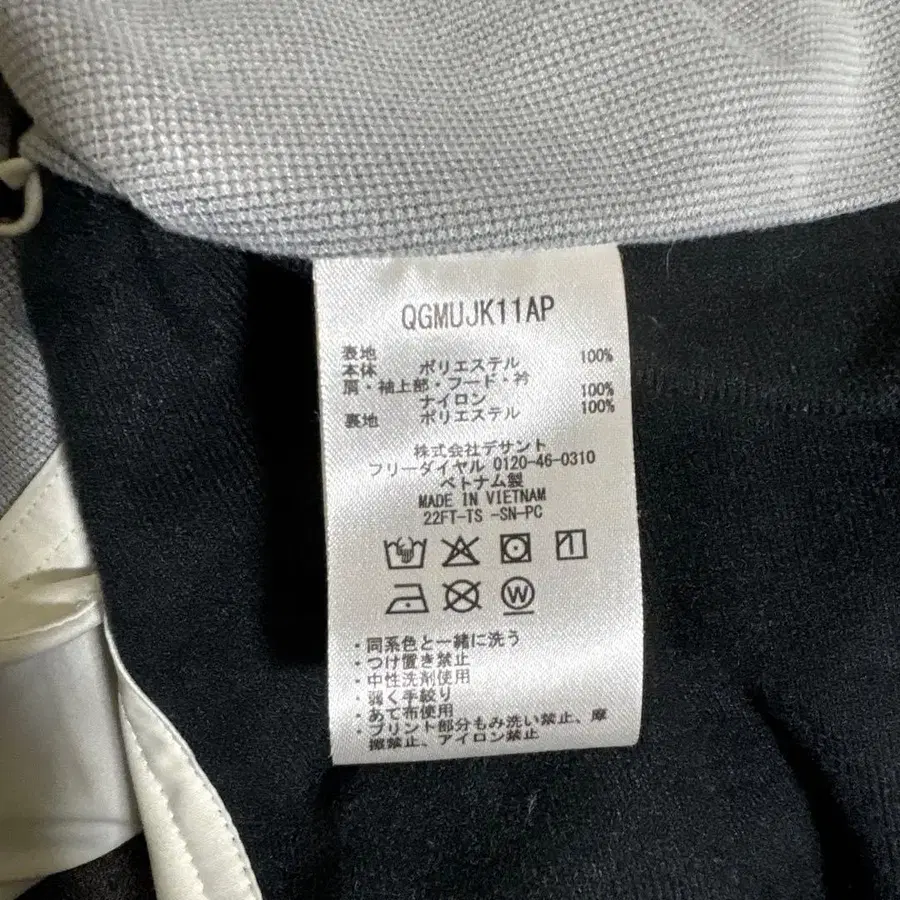 QGMUJK11AP
表地
本体 ポリエステル 100%
肩・袖上部・フード・衿
ナイロン 100%
裏地 ポリエステル 100%
株式会社デサント
フリーダイヤル 0120-46-0310
ベトナム製
MADE IN VIETNAM
22FT-TS -SN-PC
W
・同系色と一緒に洗う
・つけ置き禁止
・中性洗剤使用
・弱く手絞り
・あて布使用
・プリント部分もみ洗い禁止、摩
擦禁止、アイロン禁止